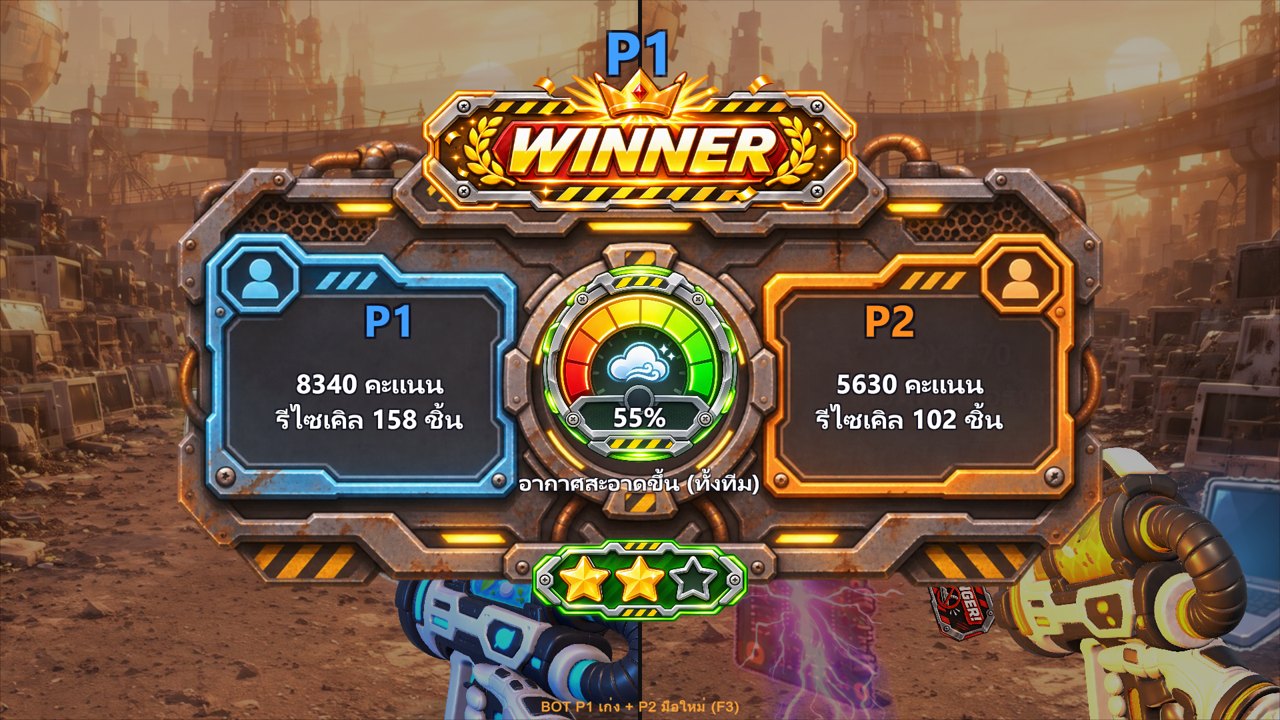 P1
WINNER
P1
8340 คะแนน
รีไซเคิล 158 ชิ้น
55%
อากาศสะอาดขึ้น (ทั้งทีม)
P2
5630 คะแนน
รีไซเคิล 102 ชิ้น
BOT P1 เก่ง + P2 มือใหม่ (F3)